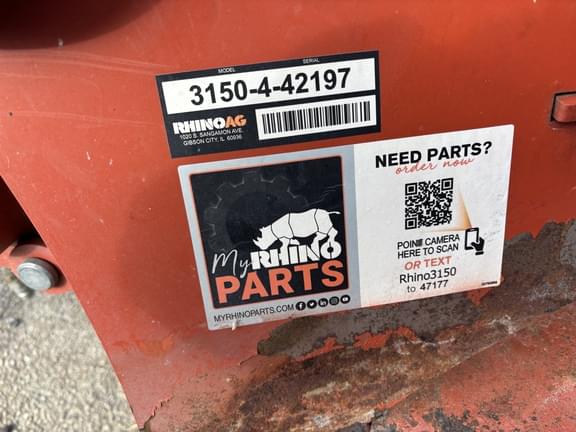 MODEL SERIAL
3150-4-42197
RHINOAG
1020 S. SANGAMON AVE.
GIBSON CITY, IL 60936
My RHINO
PARTS
MYRHINOPARTS.COM
NEED PARTS?
order now
POINT CAMERA
HERE TO SCAN
OR TEXT
Rhino3150
to 47177